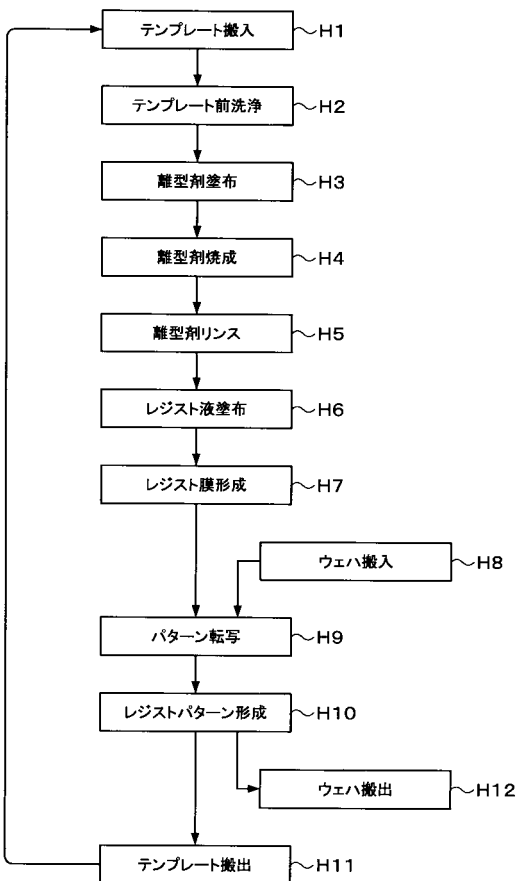 テンプレート搬入 H1
テンプレート前洗浄 H2
離型剤塗布 H3
離型剤焼成 H4
離型剤リンス H5
レジスト液塗布 H6
レジスト膜形成 H7
ウェハ搬入 H8
パターン転写 H9
レジストパターン形成 H10
ウェハ搬出 H12
テンプレート搬出 H11